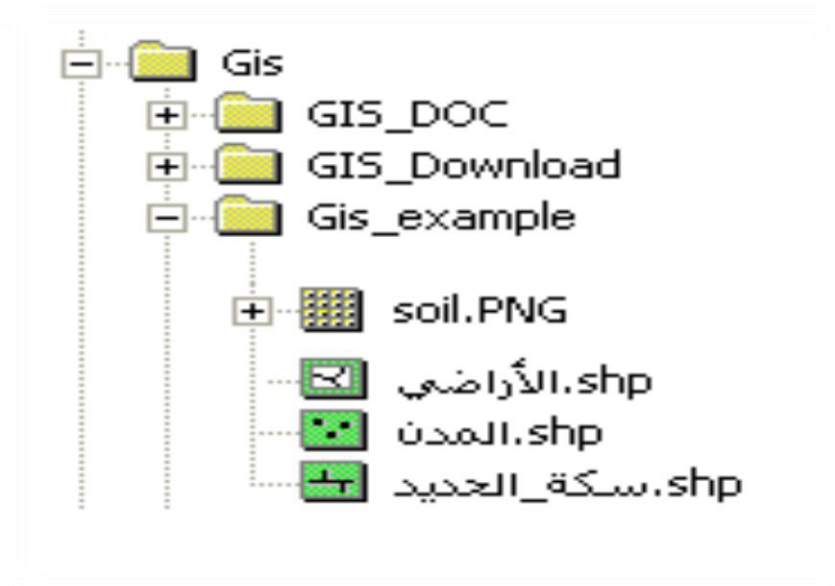 Gis
GIS_DOC
GIS_Download
Gis_example
soil.PNG
الأراضي.shp
المدن.shp
سكة_الحديد.shp